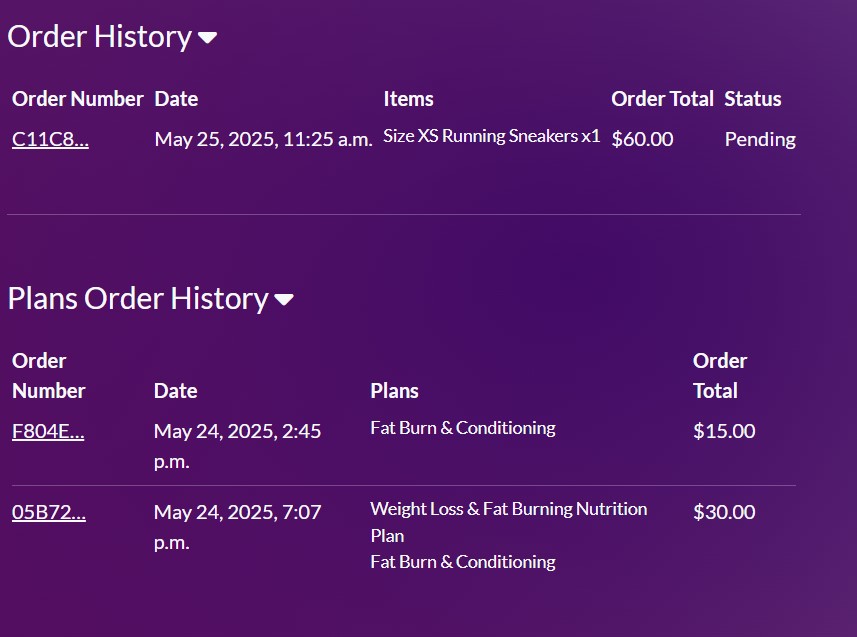 Order History
Order Number Date Items Order Total Status
C11C8... May 25, 2025, 11:25 a.m. Size XS Running Sneakers x1 $60.00 Pending
Plans Order History
Order Number Date Plans Order Total
F804E... May 24, 2025, 2:45 p.m. Fat Burn & Conditioning $15.00
05B72... May 24, 2025, 7:07 p.m. Weight Loss & Fat Burning Nutrition Plan $30.00
Fat Burn & Conditioning